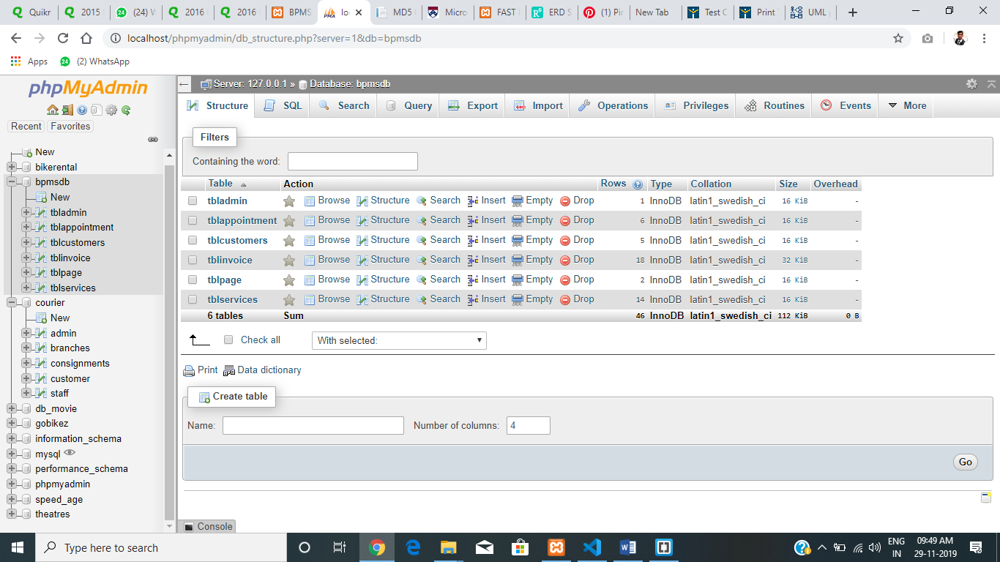 Quikr
2015
(24) W
2016
2016
BPMS
loc
MD5
Micro
FAST
ERD S
(1) Pin
New Tab
Test C
Print
UML
localhost/phpmyadmin/db_structure.php?server=1&db=bpmsdb
Apps
24
(2) WhatsApp
phpMyAdmin
Recent
Favorites
New
bikerental
bpmsdb
New
tbladmin
tblappointment
tblcustomers
tblinvoice
tblpage
tblservices
courier
New
admin
branches
consignments
customer
staff
db_movie
gobikez
information_schema
mysql
performance_schema
phpmyadmin
speed_age
theatres
Server: 127.0.0.1 » Database: bpmsdb
Structure SQL Search Query Export Import Operations Privileges Routines Events More
Filters
Containing the word:
Table Action Rows Type Collation Size Overhead
tbladmin Browse Structure Search Insert Empty Drop 1 InnoDB latin1_swedish_ci 16 KiB -
tblappointment Browse Structure Search Insert Empty Drop 6 InnoDB latin1_swedish_ci 16 KiB -
tblcustomers Browse Structure Search Insert Empty Drop 5 InnoDB latin1_swedish_ci 16 KiB -
tblinvoice Browse Structure Search Insert Empty Drop 18 InnoDB latin1_swedish_ci 32 KiB -
tblpage Browse Structure Search Insert Empty Drop 2 InnoDB latin1_swedish_ci 16 KiB -
tblservices Browse Structure Search Insert Empty Drop 14 InnoDB latin1_swedish_ci 16 KiB -
6 tables Sum 46 InnoDB latin1_swedish_ci 112 KiB 0 B
Check all With selected:
Print Data dictionary
Create table
Name: Number of columns: 4
Go
Console
Type here to search
ENG
IN
09:49 AM
29-11-2019